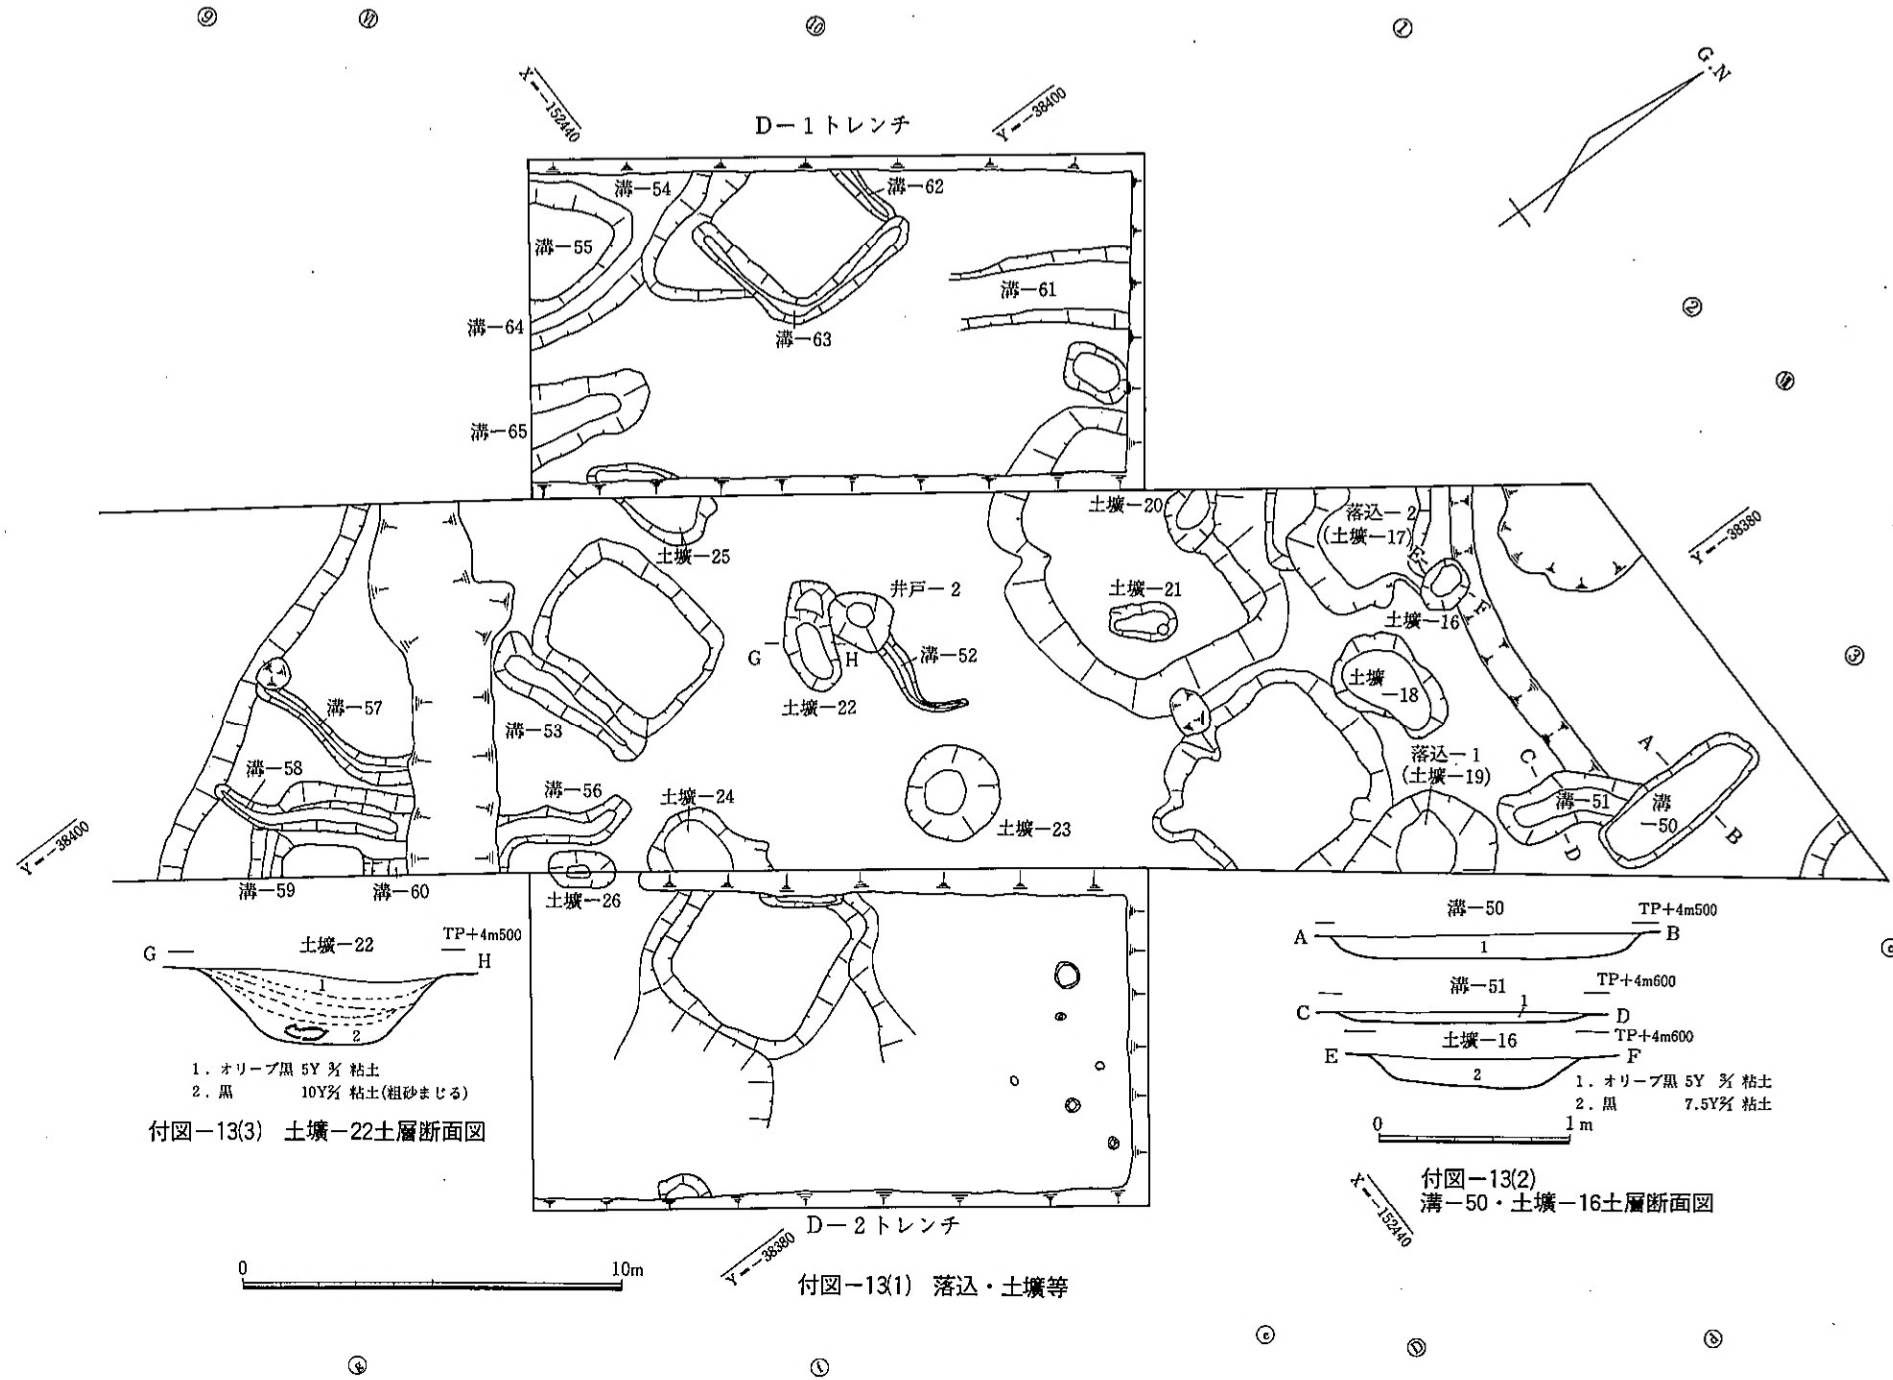 ⑨
⑪
⑩
①
G.N
X=-152440
Y=-38400
D-1トレンチ
溝-54
溝-62
溝-55
溝-61
②
溝-64
溝-63
溝-65
土壙-20
落込-2
(土壙-17)
Y=-38380
土壙-25
E
井戸-2
土壙-21
F
土壙-16
G
H
溝-52
③
土壙
-18
溝-57
土壙-22
溝-53
A
落込-1
(土壙-19)
C
溝-58
溝-56
土壙-24
溝-51
溝
-50
土壙-23
B
D
Y=-38400
溝-59
溝-60
土壙-26
溝-50
TP+4m500
A
B
1
土壙-22
TP+4m500
G
H
1
2
溝-51
TP+4m600
1
C
D
土壙-16
TP+4m600
E
F
2
1. オリーブ黒 5Y 3/1 粘土
2. 黒 10Y2/1 粘土(粗砂まじる)
付図-13(3) 土壙-22土層断面図
1. オリーブ黒 5Y 3/1 粘土
2. 黒 7.5Y2/1 粘土
0 1m
付図-13(2)
溝-50・土壙-16土層断面図
X=-152440
D-2トレンチ
Y=-38380
0 10m
付図-13(1) 落込・土壙等
ⓔ
Ⓓ
ⓓ
ⓖ
ⓕ